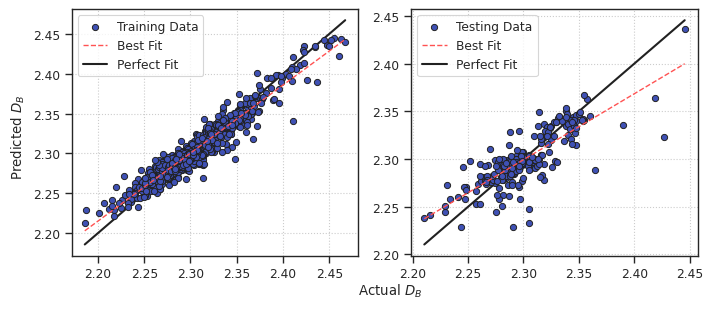 Training Data
Best Fit
Perfect Fit
2.45
2.40
2.35
2.30
2.25
2.20
Predicted D_B
2.20 2.25 2.30 2.35 2.40 2.45
Testing Data
Best Fit
Perfect Fit
2.45
2.40
2.35
2.30
2.25
2.20
2.20 2.25 2.30 2.35 2.40 2.45
Actual D_B